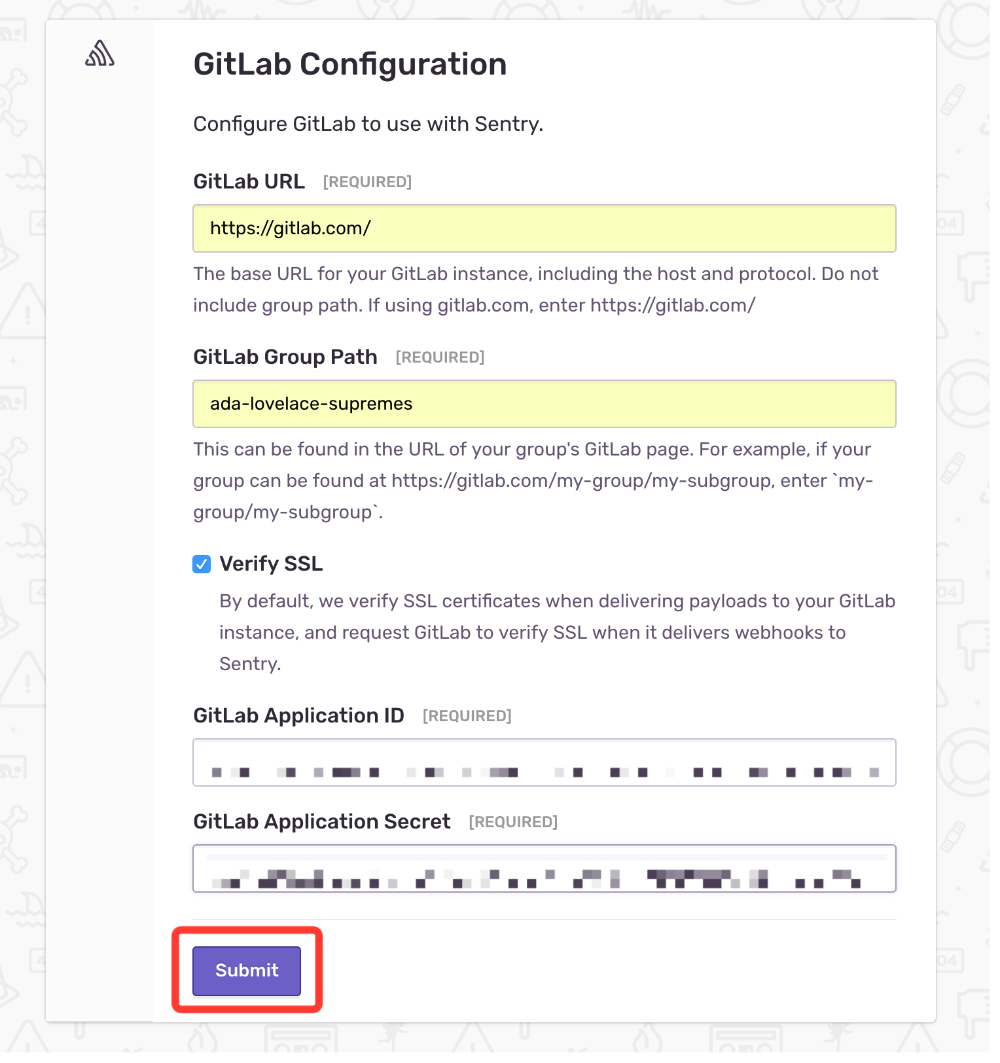 GitLab Configuration
Configure GitLab to use with Sentry.
GitLab URL [REQUIRED]
https://gitlab.com/
The base URL for your GitLab instance, including the host and protocol. Do not
include group path. If using gitlab.com, enter https://gitlab.com/
GitLab Group Path [REQUIRED]
ada-lovelace-supremes
This can be found in the URL of your group's GitLab page. For example, if your
group can be found at https://gitlab.com/my-group/my-subgroup, enter `my-
group/my-subgroup`.
Verify SSL
By default, we verify SSL certificates when delivering payloads to your GitLab
instance, and request GitLab to verify SSL when it delivers webhooks to
Sentry.
GitLab Application ID [REQUIRED]
GitLab Application Secret [REQUIRED]
Submit